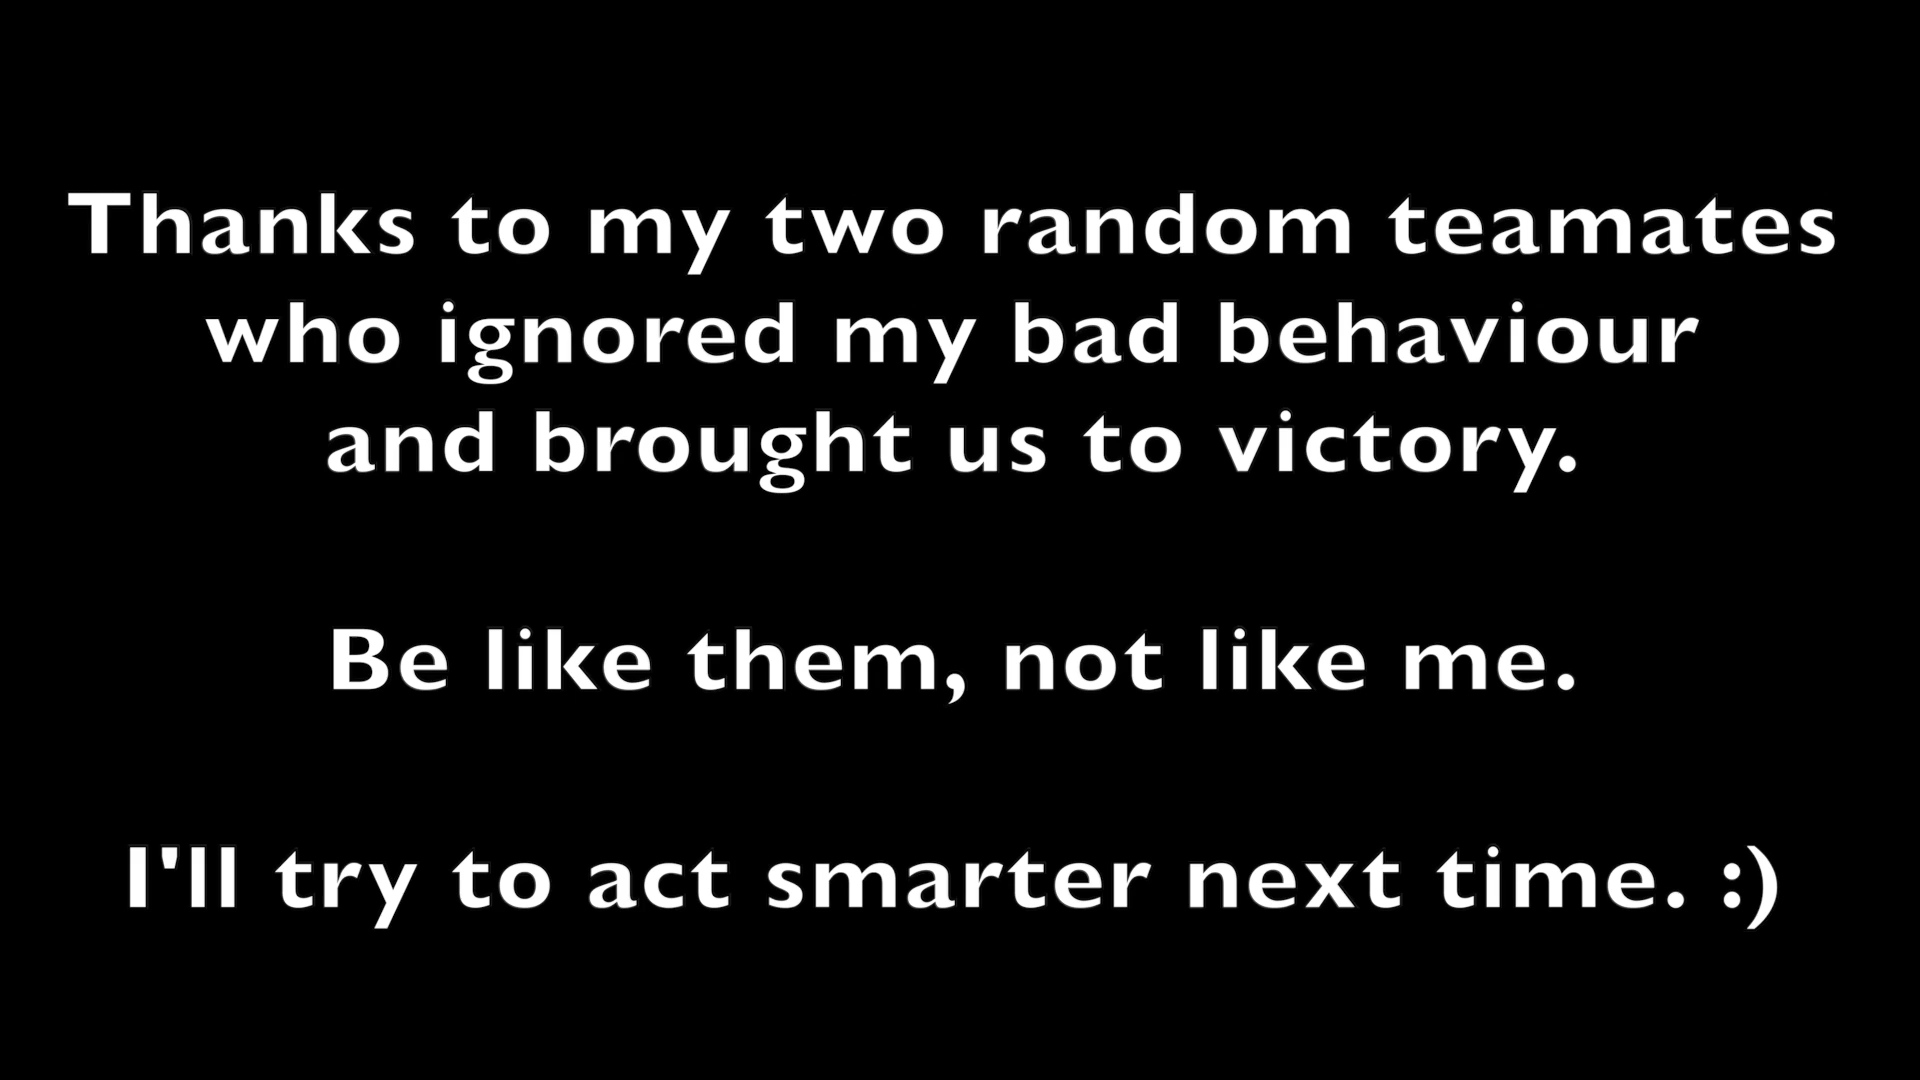 Thanks to my two random teamates
who ignored my bad behaviour
and brought us to victory.
Be like them, not like me.
I'll try to act smarter next time. :)